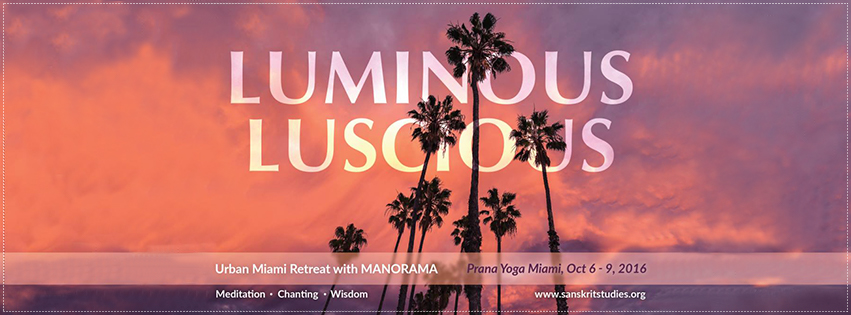 LUMINOUS
LUSCIOUS
Urban Miami Retreat with MANORAMA Prana Yoga Miami, Oct 6 - 9, 2016
Meditation • Chanting • Wisdom www.sanskritstudies.org